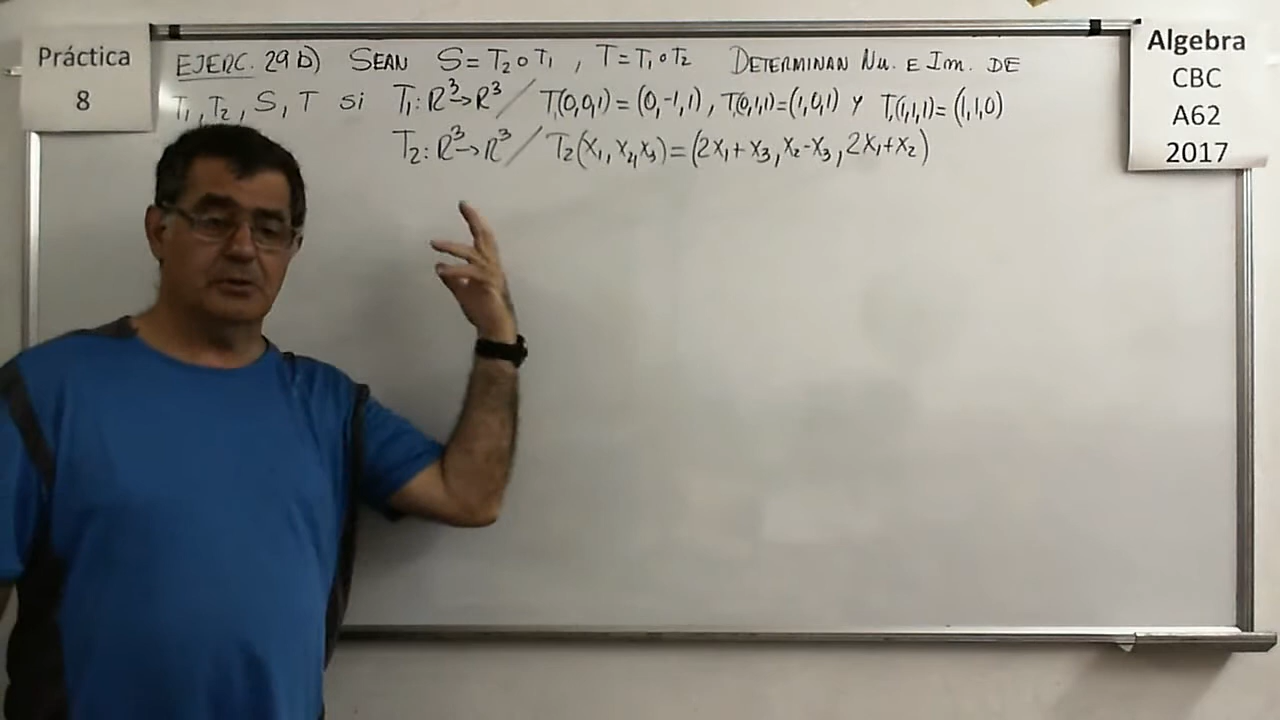 Práctica
8
EJERC. 29 b) SEAN S=T₂∘T₁ , T=T₁∘T₂ DETERMINAN NU. E IM. DE
T₁,T₂,S,T si T₁: R³→R³ / T₁(0,0,1)=(0,-1,1), T₁(0,1,1)=(1,0,1) Y T₁(1,1,1)=(1,1,0)
T₂: R³→R³ / T₂(x₁,x₂,x₃)=(2x₁+x₃, x₂-x₃, 2x₁+x₂)
Algebra
CBC
A62
2017